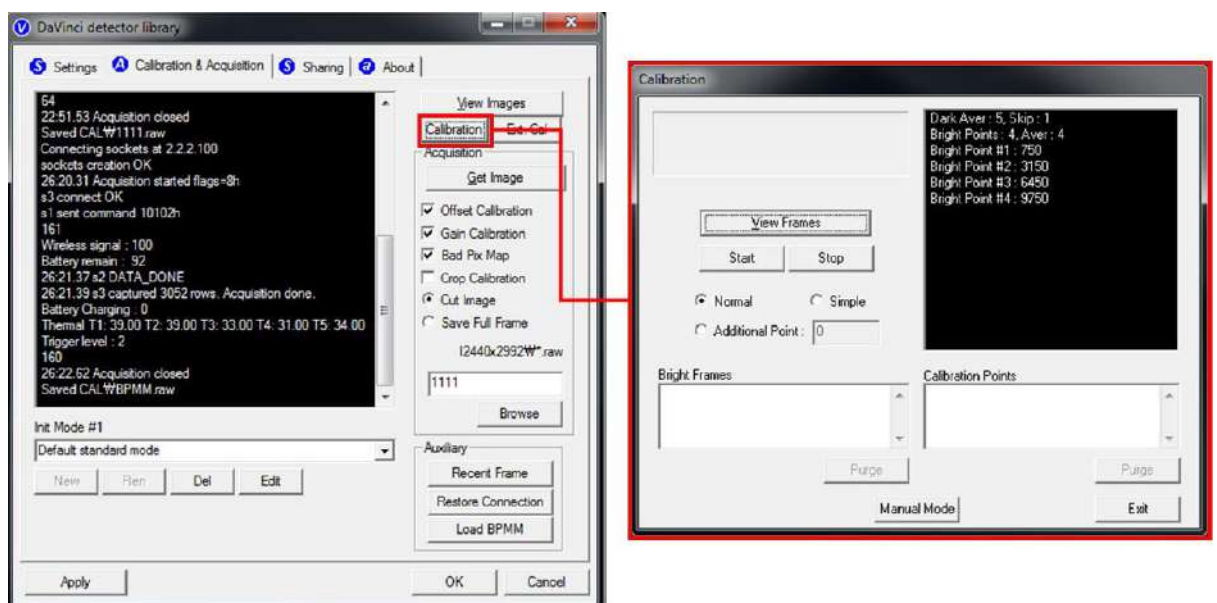 DaVinci detector library
Settings
Calibration & Acquisition
Sharing
About
64
22:51.53 Acquisition closed
Saved CAL₩1111.raw
Connecting sockets at 2.2.2.100
sockets creation OK
26:20.31 Acquisition started flags=8h
s3 connect OK
s1 sent command 10102h
161
Wireless signal : 100
Battery remain : 92
26:21.37 s2 DATA_DONE
26:21.39 s3 captured 3052 rows. Acquisition done.
Battery Charging : 0
Thermal T1: 39.00 T2: 39.00 T3: 33.00 T4: 31.00 T5: 34.00
Trigger level : 2
160
26:22.62 Acquisition closed
Saved CAL₩BPMM.raw
Init Mode #1
Default standard mode
New
Ren
Del
Edit
View Images
Calibration
Ext. Cal
Acquisition
Get Image
Offset Calibration
Gain Calibration
Bad Pix Map
Crop Calibration
Cut Image
Save Full Frame
I2440x2992₩*.raw
1111
Browse
Auxiliary
Recent Frame
Restore Connection
Load BPMM
Apply
OK
Cancel
Calibration
View Frames
Start
Stop
Normal
Simple
Additional Point :
0
Dark Aver : 5, Skip : 1
Bright Points : 4, Aver : 4
Bright Point #1 : 750
Bright Point #2 : 3150
Bright Point #3 : 6450
Bright Point #4 : 9750
Bright Frames
Calibration Points
Purge
Purge
Manual Mode
Exit